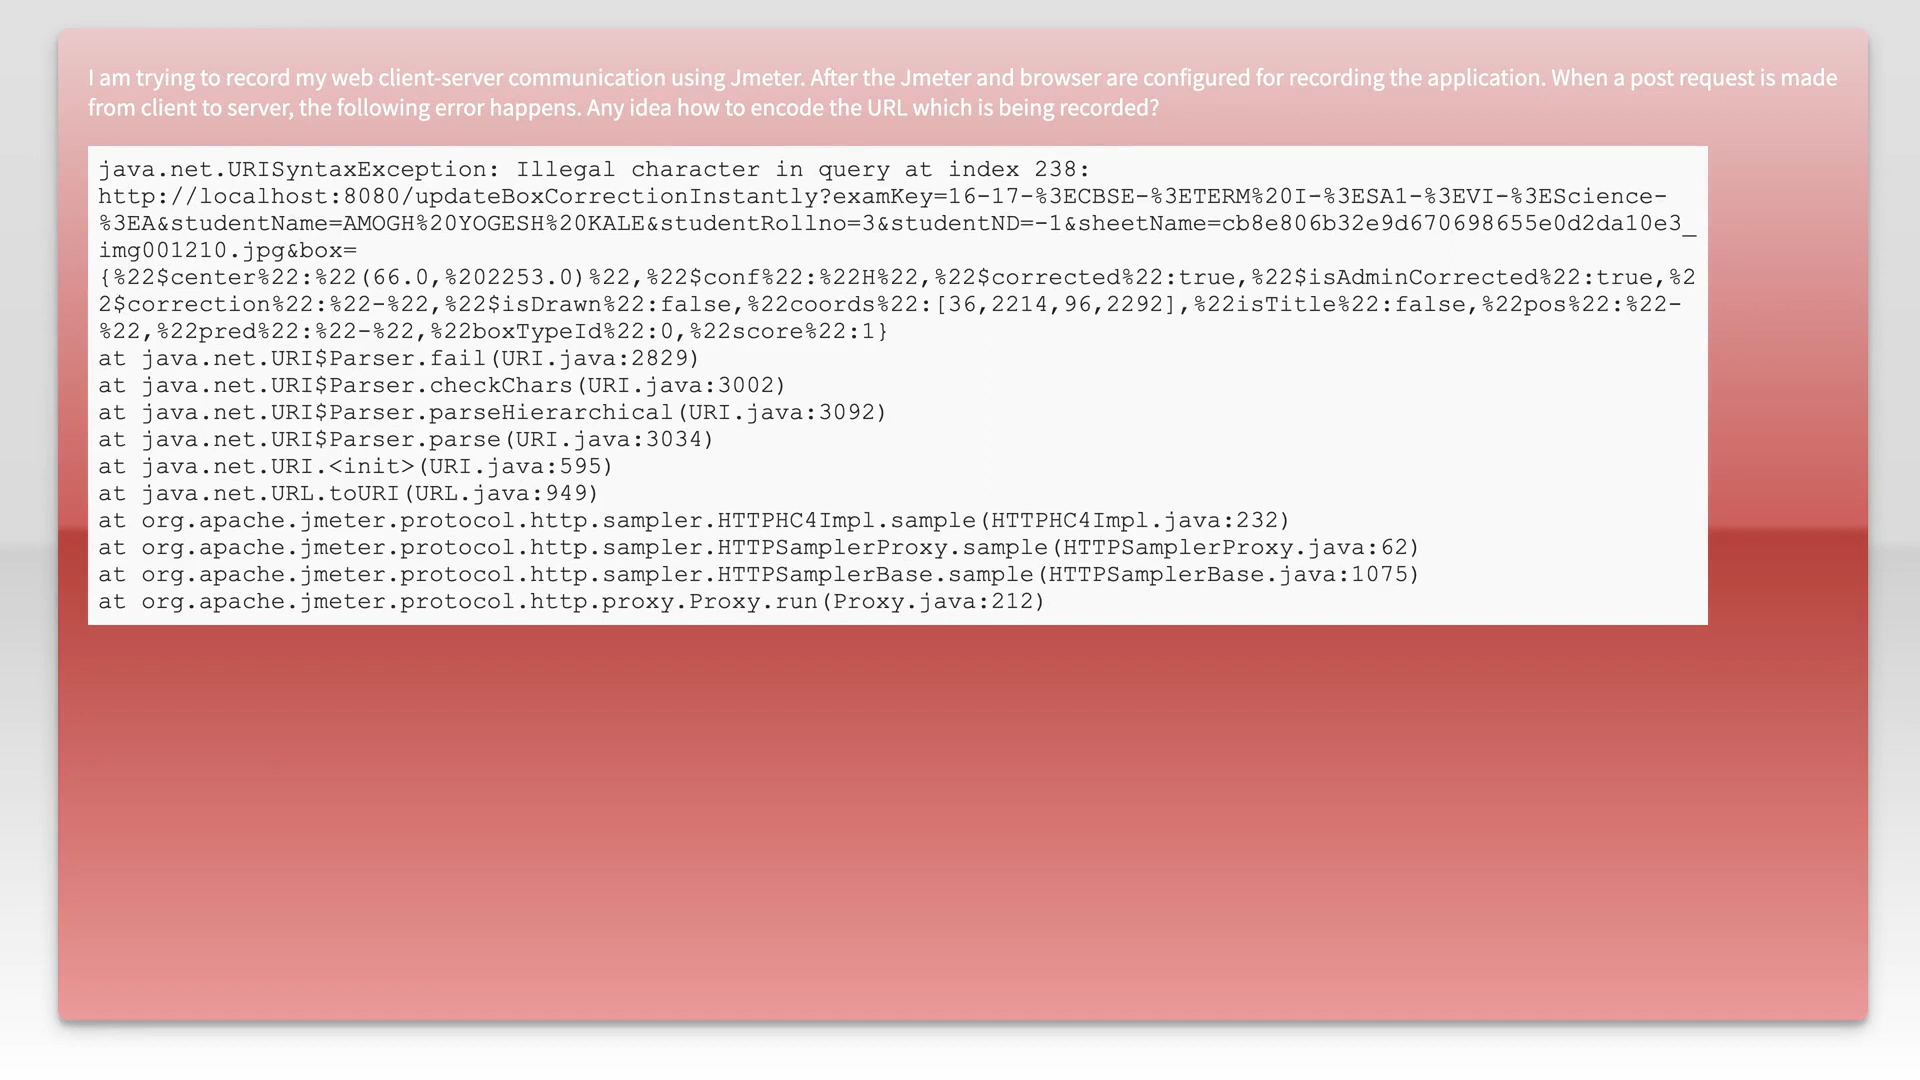 I am trying to record my web client-server communication using Jmeter. After the Jmeter and browser are configured for recording the application. When a post request is made
from client to server, the following error happens. Any idea how to encode the URL which is being recorded?
java.net.URISyntaxException: Illegal character in query at index 238:
http://localhost:8080/updateBoxCorrectionInstantly?examKey=16-17-%3ECBSE-%3ETERM%20I-%3ESA1-%3EVI-%3EScience-
%3EA&studentName=AMOGH%20YOGESH%20KALE&studentRollno=3&studentND=-1&sheetName=cb8e806b32e9d670698655e0d2da10e3_
img001210.jpg&box=
{%22$center%22:%22(66.0,%202253.0)%22,%22$conf%22:%22H%22,%22$corrected%22:true,%22$isAdminCorrected%22:true,%2
2$correction%22:%22-%22,%22$isDrawn%22:false,%22coords%22:[36,2214,96,2292],%22isTitle%22:false,%22pos%22:%22-
%22,%22pred%22:%22-%22,%22boxTypeId%22:0,%22score%22:1}
at java.net.URI$Parser.fail(URI.java:2829)
at java.net.URI$Parser.checkChars(URI.java:3002)
at java.net.URI$Parser.parseHierarchical(URI.java:3092)
at java.net.URI$Parser.parse(URI.java:3034)
at java.net.URI.<init>(URI.java:595)
at java.net.URL.toURI(URL.java:949)
at org.apache.jmeter.protocol.http.sampler.HTTPHC4Impl.sample(HTTPHC4Impl.java:232)
at org.apache.jmeter.protocol.http.sampler.HTTPSamplerProxy.sample(HTTPSamplerProxy.java:62)
at org.apache.jmeter.protocol.http.sampler.HTTPSamplerBase.sample(HTTPSamplerBase.java:1075)
at org.apache.jmeter.protocol.http.proxy.Proxy.run(Proxy.java:212)